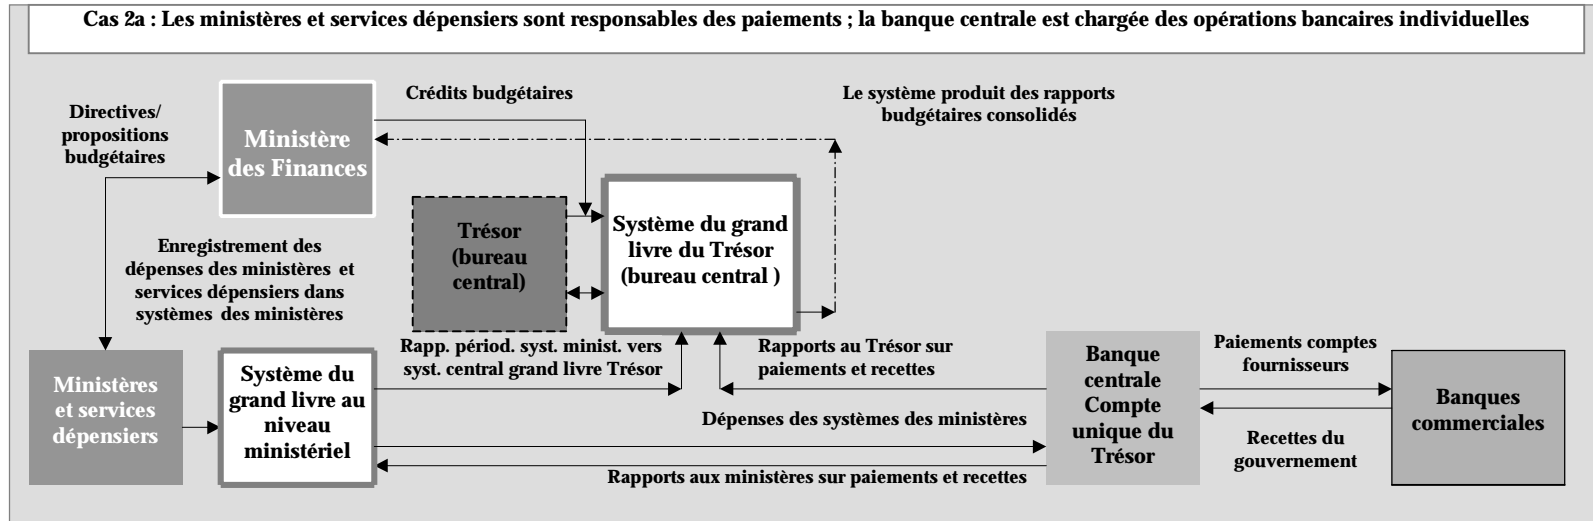 Cas 2a : Les ministères et services dépensiers sont responsables des paiements ; la banque centrale est chargée des opérations bancaires individuelles
Directives/
propositions
budgétaires
Ministère
des Finances
Crédits budgétaires
Le système produit des rapports
budgétaires consolidés
Trésor
(bureau
central)
Système du grand
livre du Trésor
(bureau central )
Enregistrement des
dépenses des ministères et
services dépensiers dans
systèmes des ministères
Rapp. périod. syst. minist. vers
syst. central grand livre Trésor
Rapports au Trésor sur
paiements et recettes
Ministères
et services
dépensiers
Système du
grand livre au
niveau
ministériel
Dépenses des systèmes des ministères
Rapports aux ministères sur paiements et recettes
Banque
centrale
Compte
unique du
Trésor
Paiements comptes
fournisseurs
Recettes du
gouvernement
Banques
commerciales